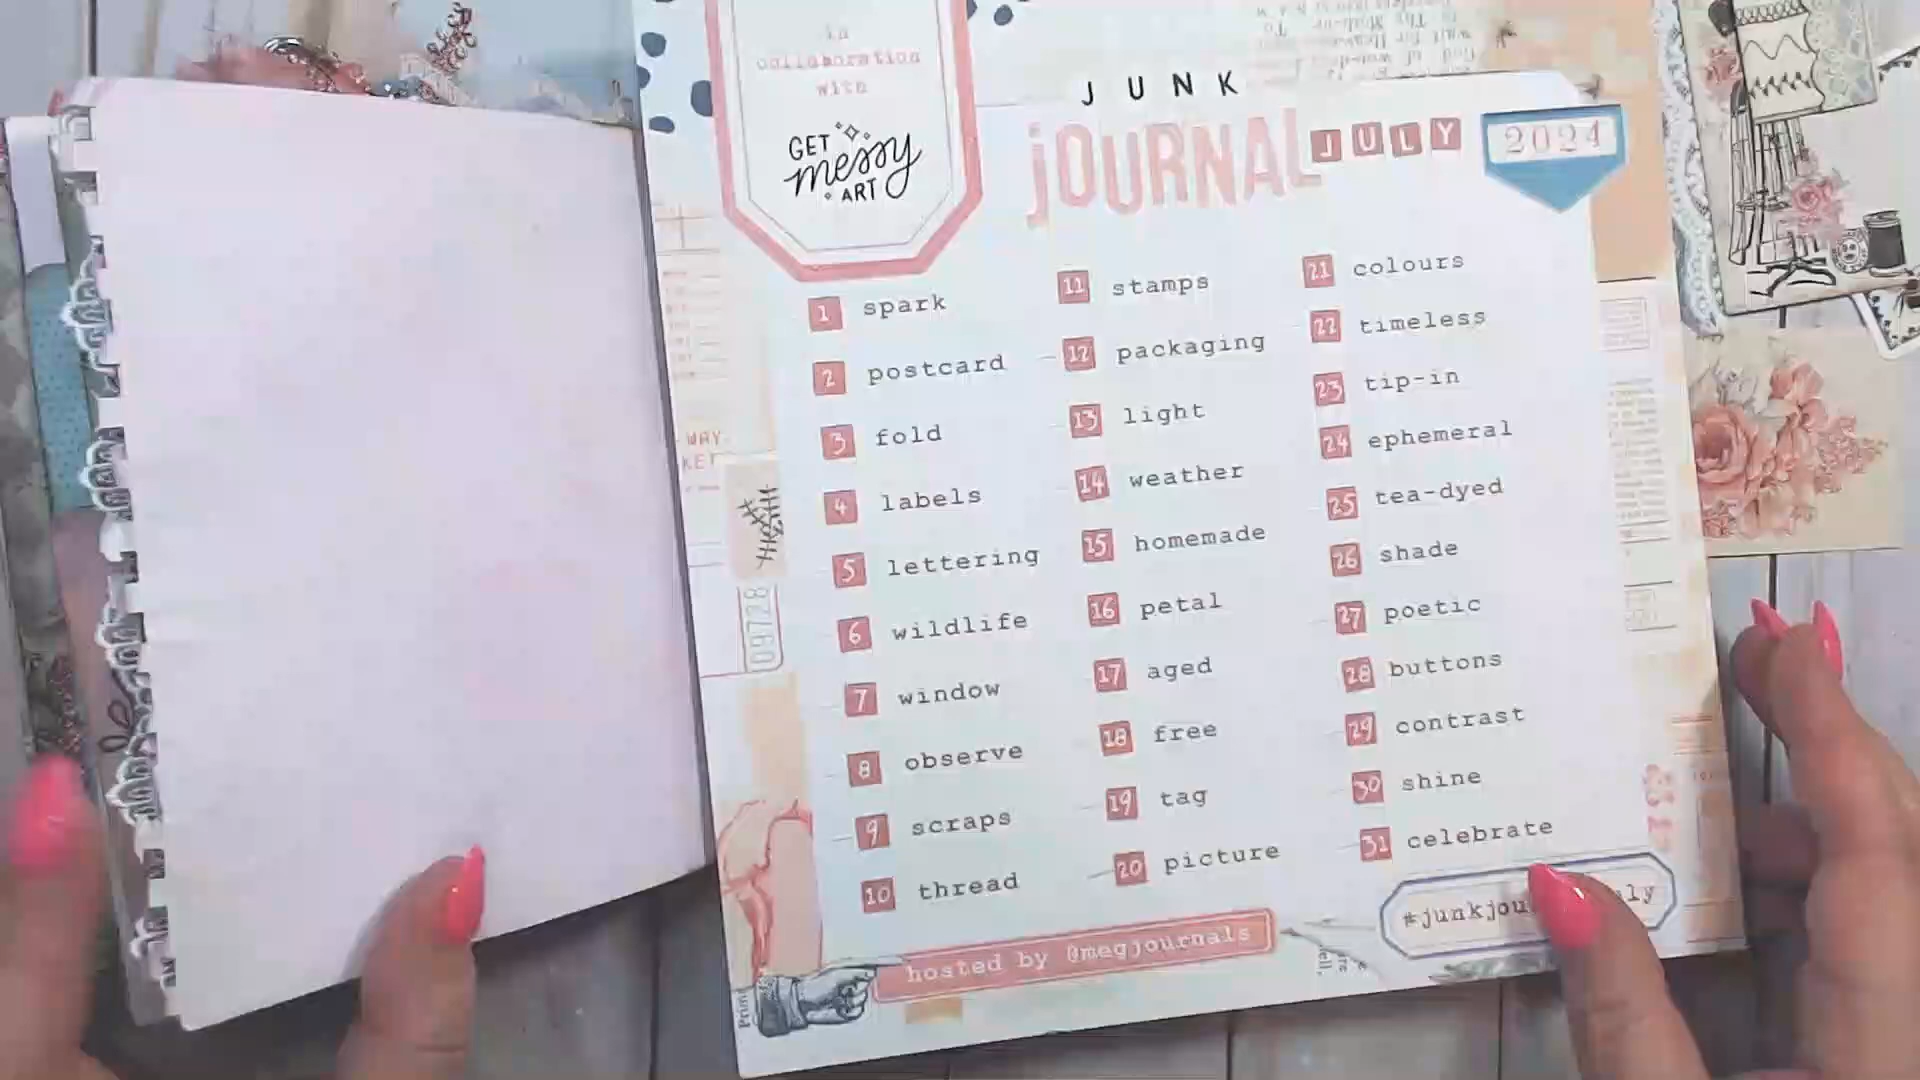 in
collaboration
with
GET
messy
ART
JUNK
jOURNAL JULY 2024
1 spark
2 postcard
3 fold
4 labels
5 lettering
6 wildlife
7 window
8 observe
9 scraps
10 thread
11 stamps
12 packaging
13 light
14 weather
15 homemade
16 petal
17 aged
18 free
19 tag
20 picture
21 colours
22 timeless
23 tip-in
24 ephemeral
25 tea-dyed
26 shade
27 poetic
28 buttons
29 contrast
30 shine
31 celebrate
hosted by @megjournals
09728